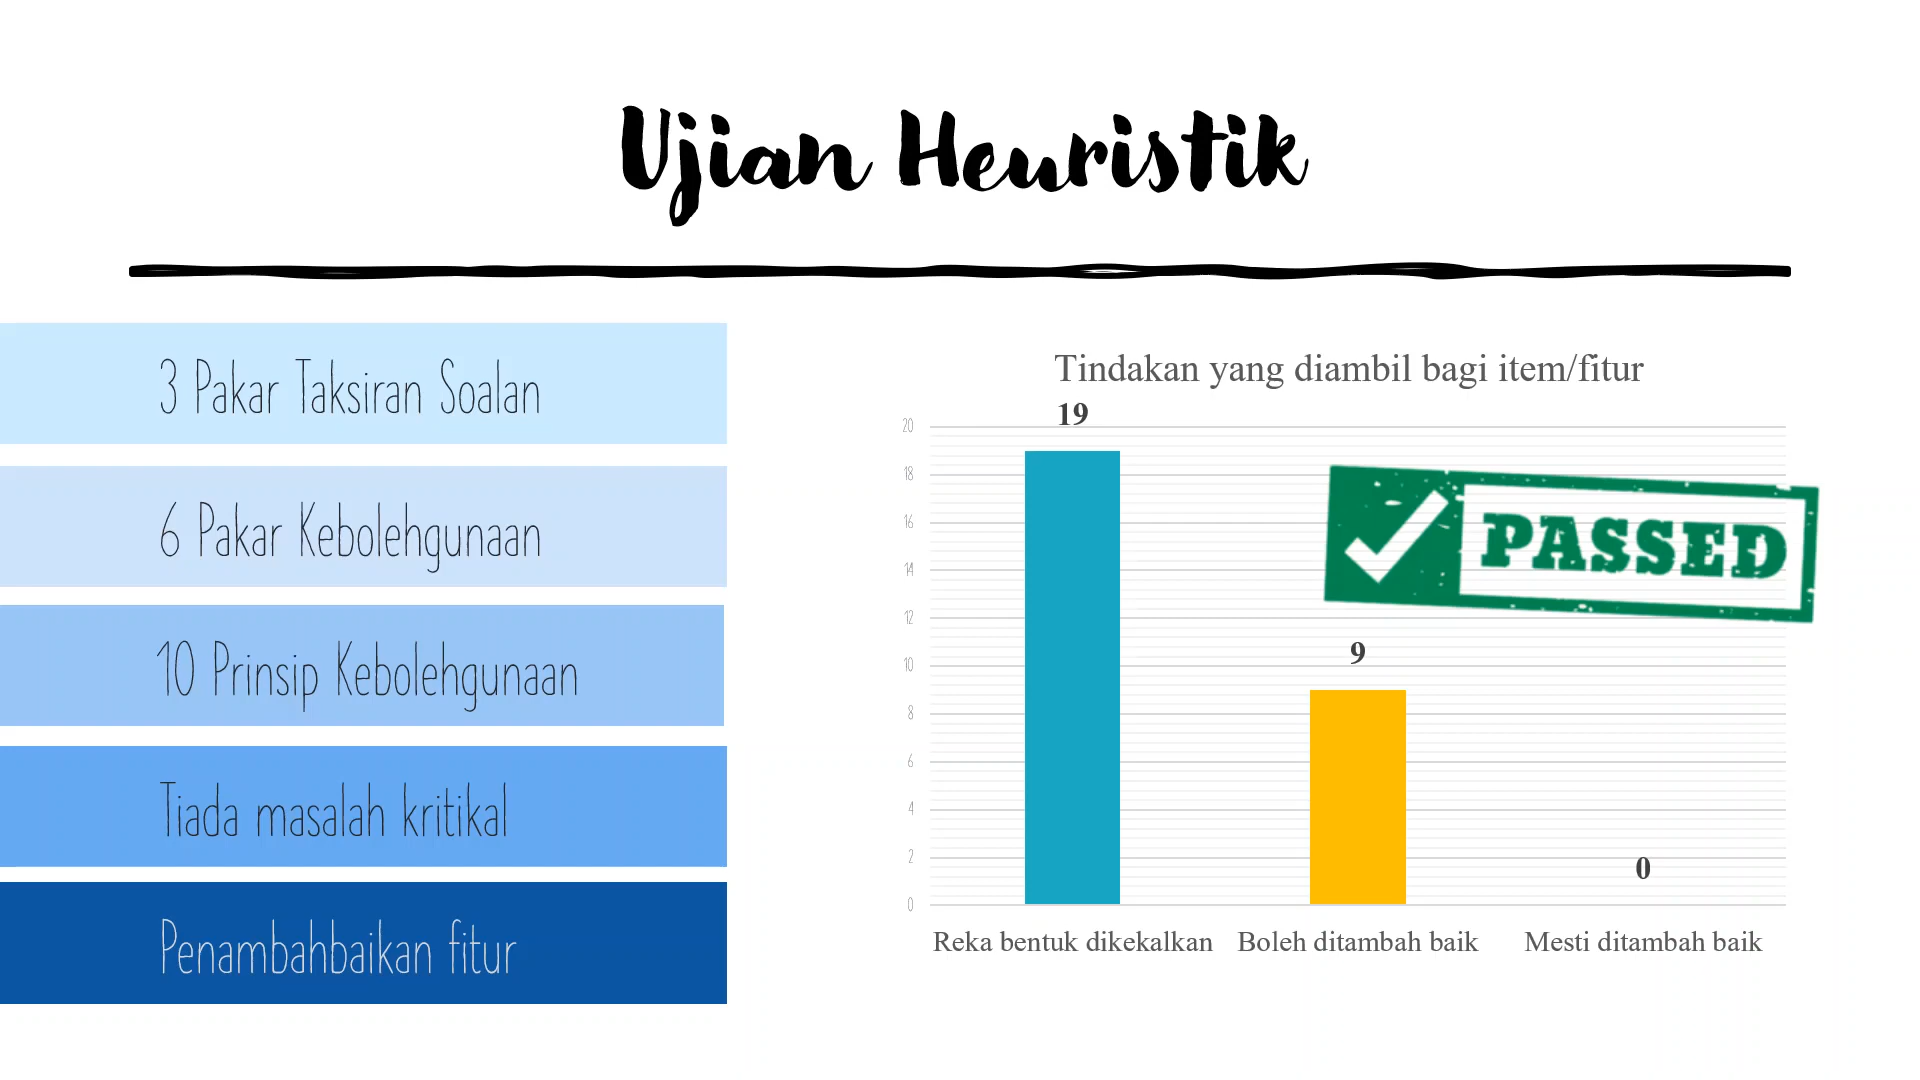 Ujian Heuristik
3 Pakar Taksiran Soalan
6 Pakar Kebolehgunaan
10 Prinsip Kebolehgunaan
Tiada masalah kritikal
Penambahbaikan fitur
Tindakan yang diambil bagi item/fitur
19
20
18
16
14
12
10
8
6
4
2
0
PASSED
9
0
Reka bentuk dikekalkan
Boleh ditambah baik
Mesti ditambah baik